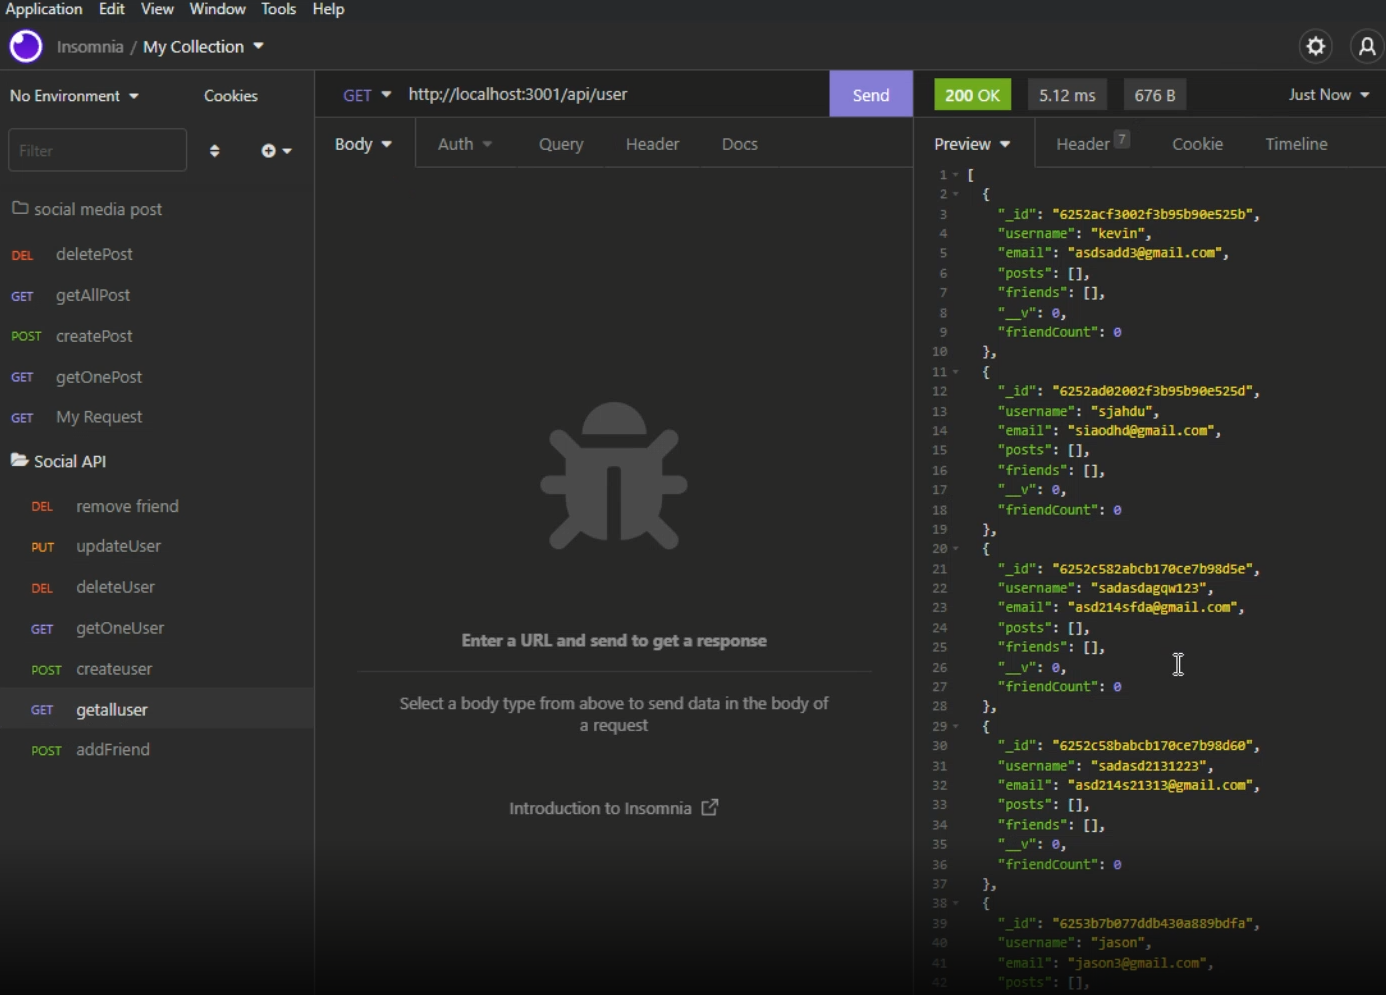 Application Edit View Window Tools Help
Insomnia / My Collection
No Environment Cookies
Filter
social media post
DEL deletePost
GET getAllPost
POST createPost
GET getOnePost
GET My Request
Social API
DEL remove friend
PUT updateUser
DEL deleteUser
GET getOneUser
POST createuser
GET getalluser
POST addFriend
GET http://localhost:3001/api/user Send
Body Auth Query Header Docs
Enter a URL and send to get a response
Select a body type from above to send data in the body of
a request
Introduction to Insomnia
200 OK 5.12 ms 676 B Just Now
Preview Header 7 Cookie Timeline
1 [
2 {
3 "_id": "6252acf3002f3b95b90e525b",
4 "username": "kevin",
5 "email": "asdsadd3@gmail.com",
6 "posts": [],
7 "friends": [],
8 "__v": 0,
9 "friendCount": 0
10 },
11 {
12 "_id": "6252ad02002f3b95b90e525d",
13 "username": "sjahdu",
14 "email": "siaodhd@gmail.com",
15 "posts": [],
16 "friends": [],
17 "__v": 0,
18 "friendCount": 0
19 },
20 {
21 "_id": "6252c582abcb170ce7b98d5e",
22 "username": "sadasdagqw123",
23 "email": "asd214sfda@gmail.com",
24 "posts": [],
25 "friends": [],
26 "__v": 0,
27 "friendCount": 0
28 },
29 {
30 "_id": "6252c58babcb170ce7b98d60",
31 "username": "sadasd2131223",
32 "email": "asd214s21313@gmail.com",
33 "posts": [],
34 "friends": [],
35 "__v": 0,
36 "friendCount": 0
37 },
38 {
39 "_id": "6253b7b077ddb430a889bdfa",
40 "username": "jason",
41 "email": "jason3@gmail.com",
42 "posts": [],